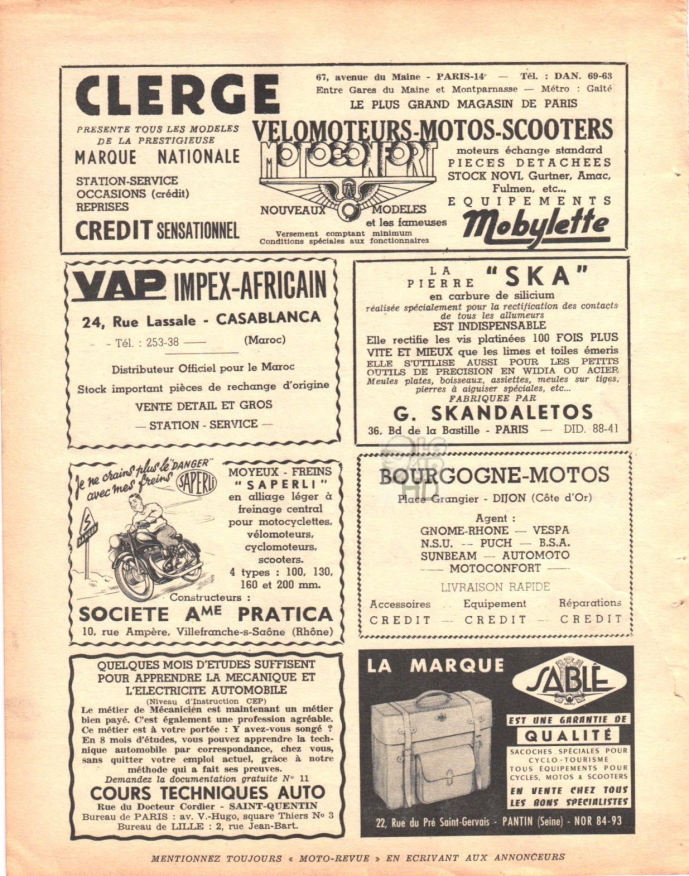 CLERGE
67, avenue du Maine - PARIS-14e — Tél. : DAN. 69-63
Entre Gares du Maine et Montparnasse — Métro : Gaîté
LE PLUS GRAND MAGASIN DE PARIS
PRESENTE TOUS LES MODELES
DE LA PRESTIGIEUSE
MARQUE NATIONALE
STATION-SERVICE
OCCASIONS (crédit)
REPRISES
CREDIT SENSATIONNEL
VELOMOTEURS-MOTOS-SCOOTERS
MOTOCONFORT
NOUVEAUX MODELES
et les fameuses
Versement comptant minimum
Conditions spéciales aux fonctionnaires
moteurs échange standard
PIECES DETACHEES
STOCK NOVI, Gurtner, Amac,
Fulmen, etc...
EQUIPEMENTS
Mobylette
VAP IMPEX-AFRICAIN
24, Rue Lassale - CASABLANCA
- - Tél. : 253-38 —— (Maroc)
Distributeur Officiel pour le Maroc
Stock important pièces de rechange d'origine
VENTE DETAIL ET GROS
— STATION - SERVICE —
LA
PIERRE "SKA"
en carbure de silicium
réalisée spécialement pour la rectification des contacts
de tous les allumeurs
EST INDISPENSABLE
Elle rectifie les vis platinées 100 FOIS PLUS
VITE ET MIEUX que les limes et toiles émeris
ELLE S'UTILISE AUSSI POUR LES PETITS
OUTILS DE PRECISION EN WIDIA OU ACIER
Meules plates, boisseaux, assiettes, meules sur tiges,
pierres à aiguiser spéciales, etc...
FABRIQUEE PAR
G. SKANDALETOS
36, Bd de la Bastille - PARIS — DID. 88-41
Je ne crains plus le "DANGER"
avec mes freins SAPERLI
MOYEUX - FREINS
"SAPERLI"
en alliage léger à
freinage central
pour motocyclettes,
vélomoteurs,
cyclomoteurs,
scooters.
4 types : 100, 130,
160 et 200 mm.
Constructeurs :
SOCIETE AME PRATICA
10, rue Ampère, Villefranche-s-Saône (Rhône)
BOURGOGNE-MOTOS
Place Grangier - DIJON (Côte d'Or)
Agent :
GNOME-RHONE — VESPA
N.S.U. -- PUCH — B.S.A.
SUNBEAM — AUTOMOTO
— MOTOCONFORT —
LIVRAISON RAPIDE
Accessoires Equipement Réparations
CREDIT — CREDIT — CREDIT
QUELQUES MOIS D'ETUDES SUFFISENT
POUR APPRENDRE LA MECANIQUE ET
L'ELECTRICITE AUTOMOBILE
(Niveau d'Instruction CEP)
Le métier de Mécanicien est maintenant un métier
bien payé. C'est également une profession agréable.
Ce métier est à votre portée : Y avez-vous songé ?
En 8 mois d'études, vous pouvez apprendre la tech-
nique automobile par correspondance, chez vous,
sans quitter votre emploi actuel, grâce à notre
méthode qui a fait ses preuves.
Demandez la documentation gratuite N° 11
COURS TECHNIQUES AUTO
Rue du Docteur Cordier - SAINT-QUENTIN
Bureau de PARIS : av. V.-Hugo, square Thiers No 3
Bureau de LILLE : 2, rue Jean-Bart.
LA MARQUE
SABLÉ
EST UNE GARANTIE DE
QUALITÉ
SACOCHES SPÉCIALES POUR
CYCLO-TOURISME
TOUS ÉQUIPEMENTS POUR
CYCLES, MOTOS & SCOOTERS
EN VENTE CHEZ TOUS
LES BONS SPÉCIALISTES
22, Rue du Pré Saint-Gervais - PANTIN (Seine) - NOR 84-93
MENTIONNEZ TOUJOURS « MOTO-REVUE » EN ECRIVANT AUX ANNONCEURS